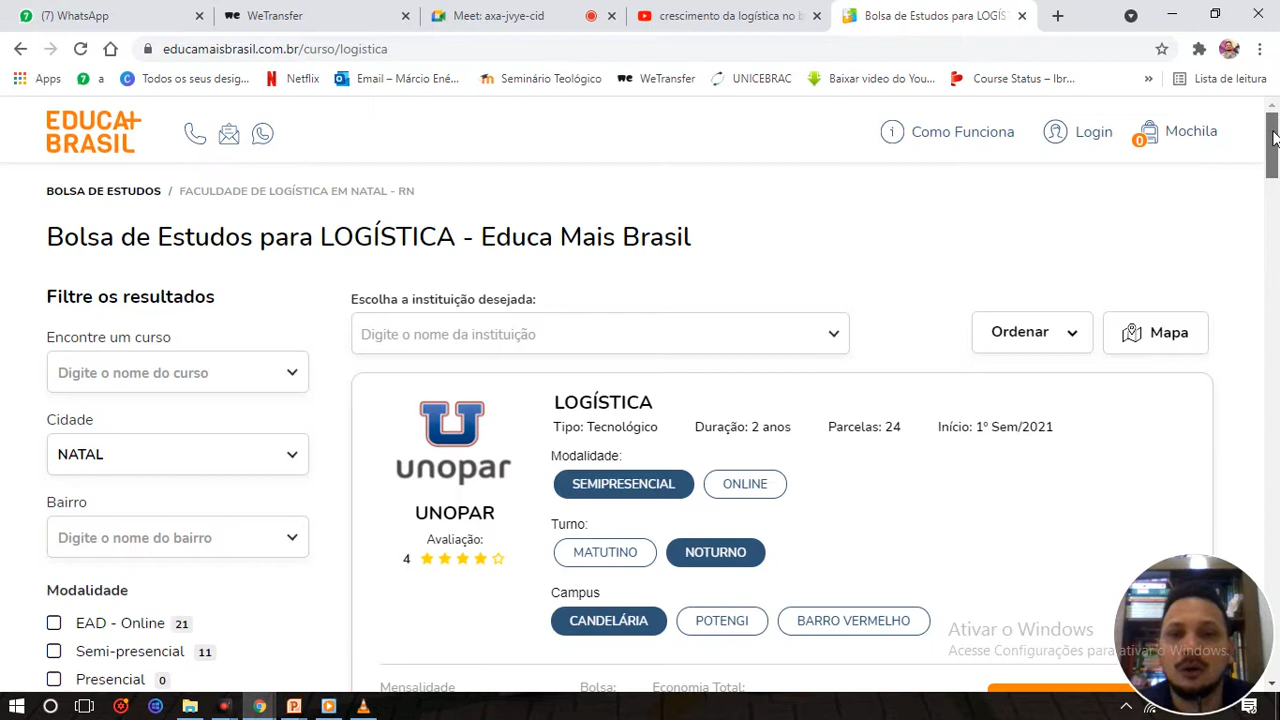 WhatsApp
WeTransfer
Meet: axa-jvye-cid
crescimento da logística no b
Bolsa de Estudos para LOGÍST
educamaisbrasil.com.br/curso/logistica
Apps
a
Todos os seus desig...
Netflix
Email – Márcio Ené...
Seminário Teológico
WeTransfer
UNICEBRAC
Baixar video do You...
Course Status – Ibr...
»
Lista de leitura
EDUCA+
BRASIL
Como Funciona
Login
0
Mochila
BOLSA DE ESTUDOS / FACULDADE DE LOGÍSTICA EM NATAL - RN
Bolsa de Estudos para LOGÍSTICA - Educa Mais Brasil
Filtre os resultados
Encontre um curso
Digite o nome do curso
Cidade
NATAL
Bairro
Digite o nome do bairro
Modalidade
EAD - Online 21
Semi-presencial 11
Presencial 0
Escolha a instituição desejada:
Digite o nome da instituição
Ordenar
Mapa
unopar
UNOPAR
Avaliação:
4
LOGÍSTICA
Tipo: Tecnológico Duração: 2 anos Parcelas: 24 Início: 1º Sem/2021
Modalidade:
SEMIPRESENCIAL ONLINE
Turno:
MATUTINO NOTURNO
Campus
CANDELÁRIA POTENGI BARRO VERMELHO
Mensalidade Bolsa: Economia Total:
Ativar o Windows
Acesse Configurações para ativar o Windows.